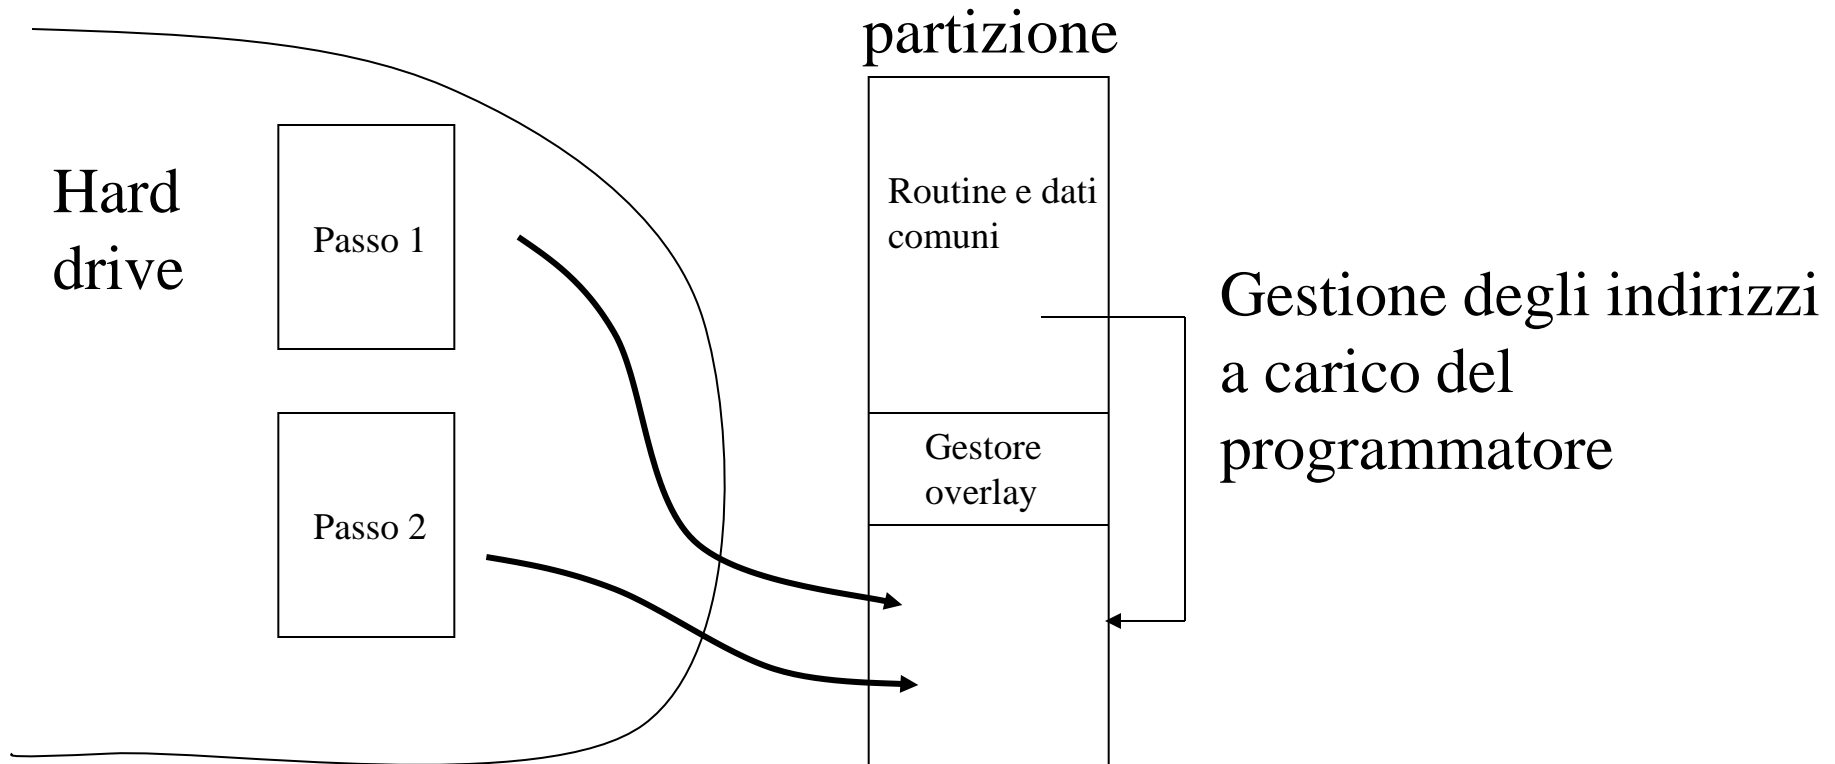 partizione
Hard
drive
Passo 1
Passo 2
Routine e dati
comuni
Gestore
overlay
Gestione degli indirizzi
a carico del
programmatore